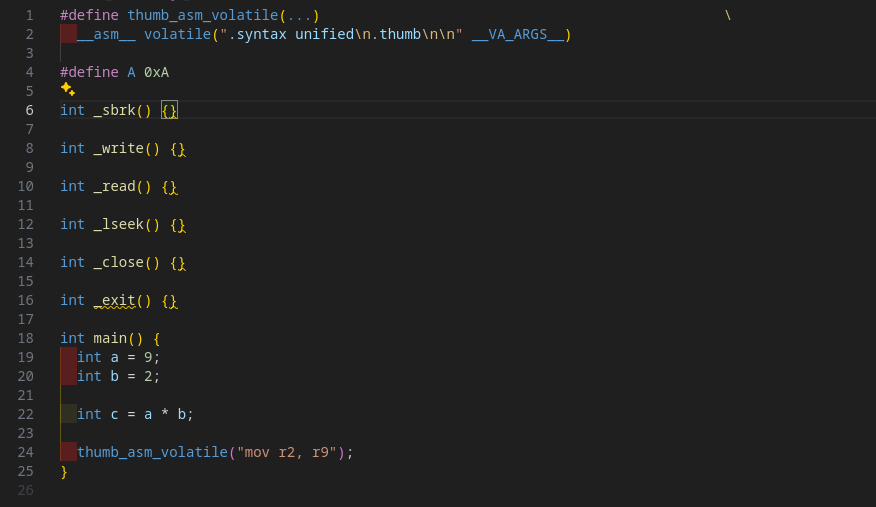 1 #define thumb_asm_volatile(...) \
2 __asm__ volatile(".syntax unified\n.thumb\n\n" __VA_ARGS__)
3
4 #define A 0xA
5
6 int _sbrk() {}
7
8 int _write() {}
9
10 int _read() {}
11
12 int _lseek() {}
13
14 int _close() {}
15
16 int _exit() {}
17
18 int main() {
19 int a = 9;
20 int b = 2;
21
22 int c = a * b;
23
24 thumb_asm_volatile("mov r2, r9");
25 }
26